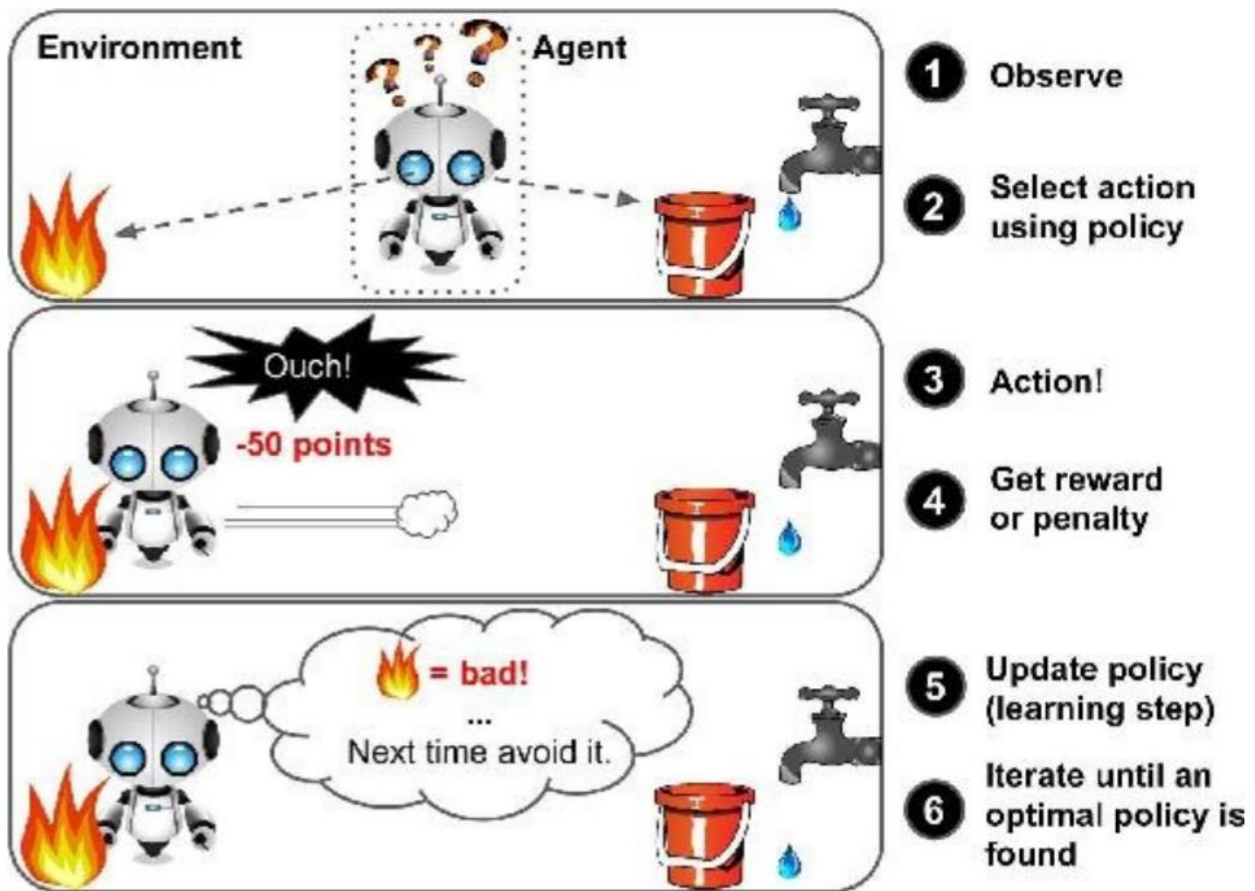 Environment
Agent
? ? ?
1 Observe
2 Select action
using policy
Ouch!
-50 points
3 Action!
4 Get reward
or penalty
= bad!
...
Next time avoid it.
5 Update policy
(learning step)
6 Iterate until an
optimal policy is
found